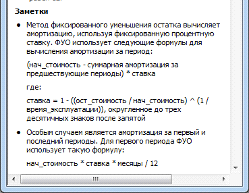 Заметки
• Метод фиксированного уменьшения остатка вычисляет
амортизацию, используя фиксированную процентную
ставку. ФУО использует следующие формулы для
вычисления амортизации за период:
(нач_стоимость - суммарная амортизация за
предшествующие периоды) * ставка
где:
ставка = 1 - ((ост_стоимость / нач_стоимость) ^ (1 /
время_эксплуатации)), округленное до трех
десятичных знаков после запятой
• Особым случаем является амортизация за первый и
последний периоды. Для первого периода ФУО
использует такую формулу:
нач_стоимость * ставка * месяцы / 12